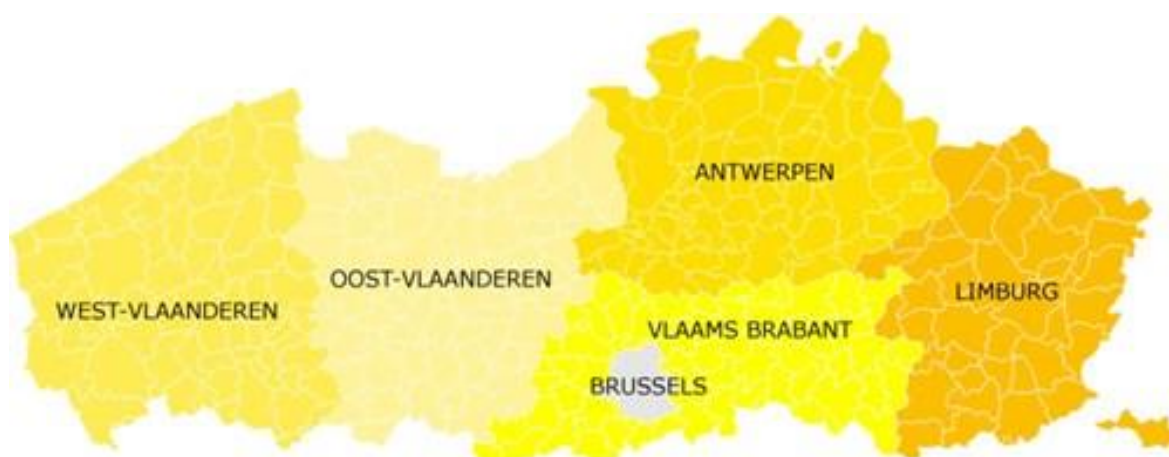 ANTWERPEN
OOST-VLAANDEREN
LIMBURG
WEST-VLAANDEREN
VLAAMS BRABANT
BRUSSELS